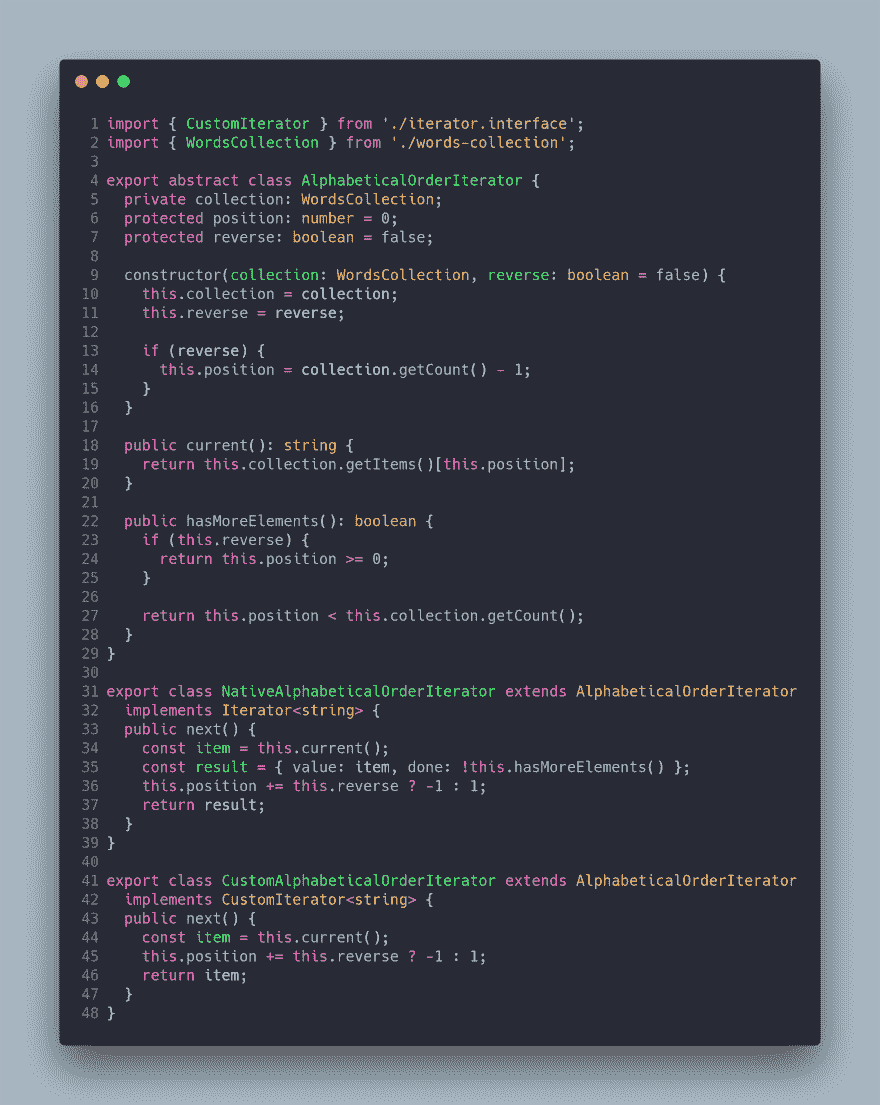 1 import { CustomIterator } from './iterator.interface';
2 import { WordsCollection } from './words-collection';
3
4 export abstract class AlphabeticalOrderIterator {
5   private collection: WordsCollection;
6   protected position: number = 0;
7   protected reverse: boolean = false;
8
9   constructor(collection: WordsCollection, reverse: boolean = false) {
10     this.collection = collection;
11     this.reverse = reverse;
12
13     if (reverse) {
14       this.position = collection.getCount() - 1;
15     }
16   }
17
18   public current(): string {
19     return this.collection.getItems()[this.position];
20   }
21
22   public hasMoreElements(): boolean {
23     if (this.reverse) {
24       return this.position >= 0;
25     }
26
27     return this.position < this.collection.getCount();
28   }
29 }
30
31 export class NativeAlphabeticalOrderIterator extends AlphabeticalOrderIterator
32   implements Iterator<string> {
33   public next() {
34     const item = this.current();
35     const result = { value: item, done: !this.hasMoreElements() };
36     this.position += this.reverse ? -1 : 1;
37     return result;
38   }
39 }
40
41 export class CustomAlphabeticalOrderIterator extends AlphabeticalOrderIterator
42   implements CustomIterator<string> {
43   public next() {
44     const item = this.current();
45     this.position += this.reverse ? -1 : 1;
46     return item;
47   }
48 }